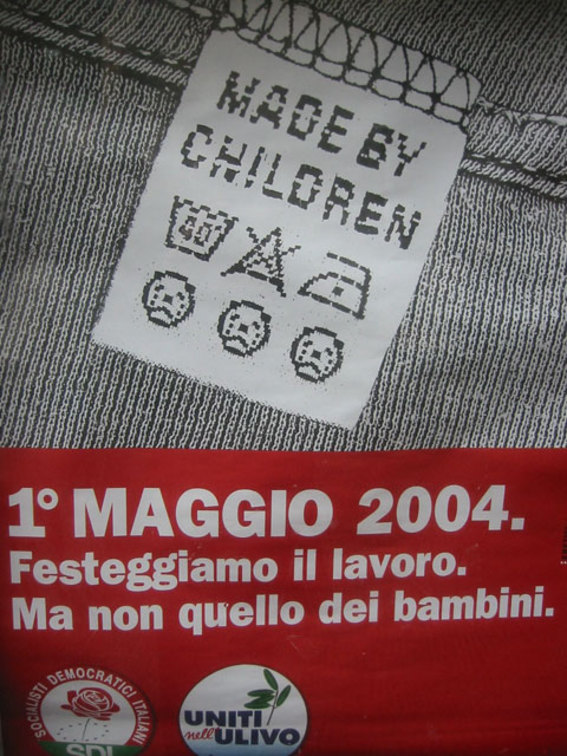 MADE BY
CHILDREN
40
A
1° MAGGIO 2004.
Festeggiamo il lavoro.
Ma non quello dei bambini.
SOCIALISTI DEMOCRATICI ITALIANI
SDI
UNITI
nell'ULIVO